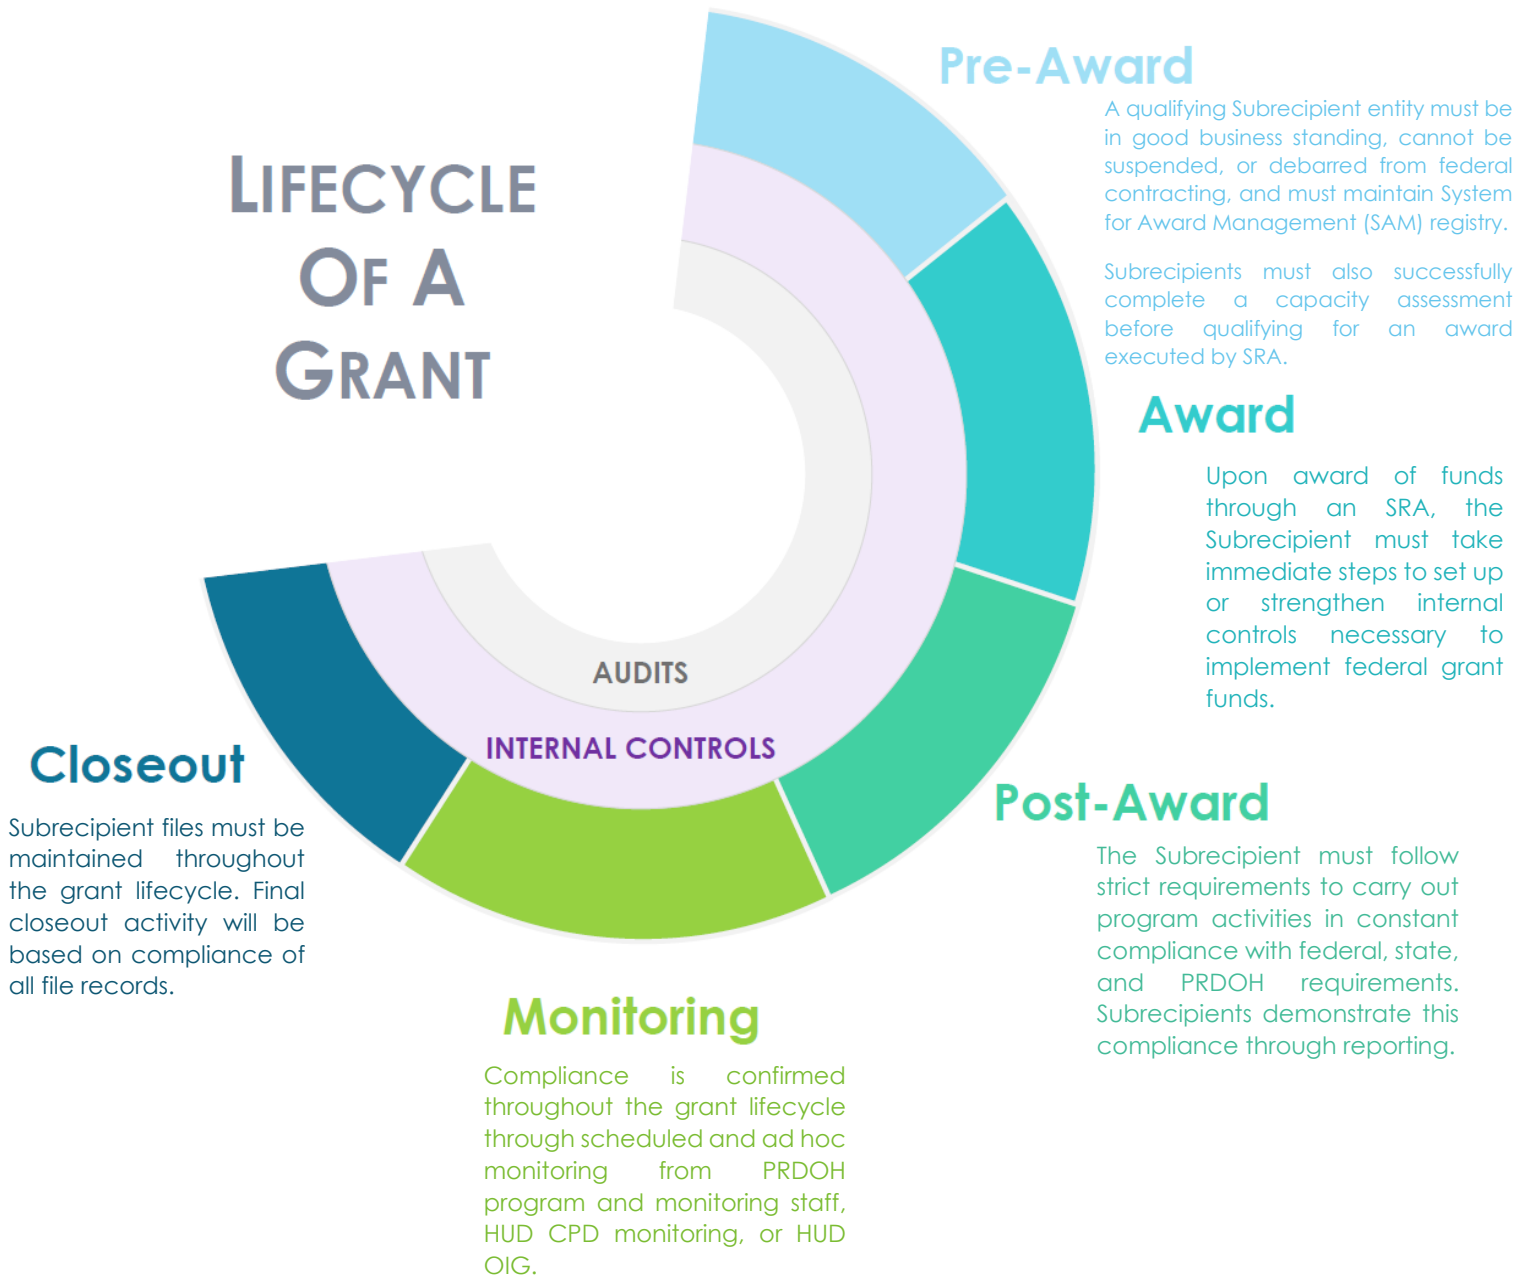 LIFECYCLE
OF A
GRANT
Pre-Award
A qualifying Subrecipient entity must be
in good business standing, cannot be
suspended, or debarred from federal
contracting, and must maintain System
for Award Management (SAM) registry.
Subrecipients must also successfully
complete a capacity assessment
before qualifying for an award
executed by SRA.
Award
Upon award of funds
through an SRA, the
Subrecipient must take
immediate steps to set up
or strengthen internal
controls necessary to
implement federal grant
funds.
Post-Award
The Subrecipient must follow
strict requirements to carry out
program activities in constant
compliance with federal, state,
and PRDOH requirements.
Subrecipients demonstrate this
compliance through reporting.
AUDITS
INTERNAL CONTROLS
Monitoring
Compliance is confirmed
throughout the grant lifecycle
through scheduled and ad hoc
monitoring from PRDOH
program and monitoring staff,
HUD CPD monitoring, or HUD
OIG.
Closeout
Subrecipient files must be
maintained throughout
the grant lifecycle. Final
closeout activity will be
based on compliance of
all file records.